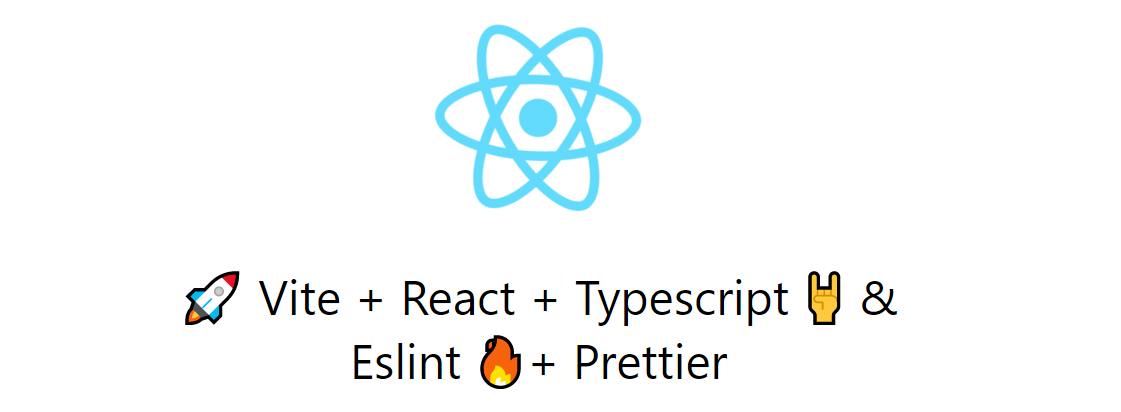 🚀 Vite + React + Typescript 🤘 &
Eslint 🔥+ Prettier